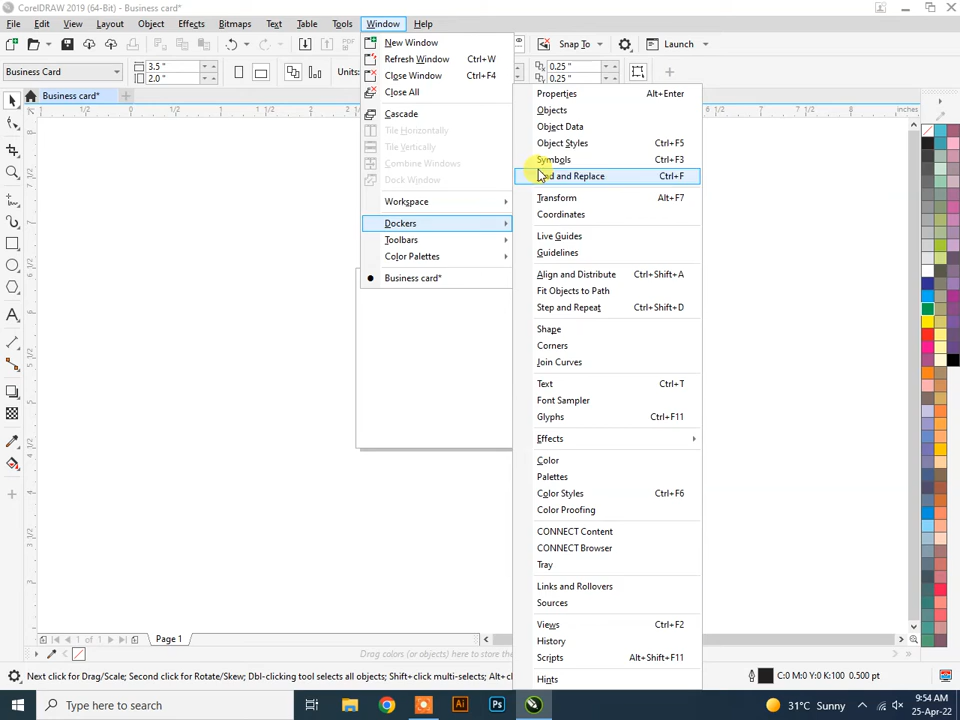 CorelDRAW 2019 (64-Bit) - Business card*
File Edit View Layout Object Effects Bitmaps Text Table Tools Window Help
Snap To Launch
Business Card 3.5 " 2.0 " Units: 0.25 " 0.25 "
Business card*
inches
New Window
Refresh Window Ctrl+W
Close Window Ctrl+F4
Close All
Cascade
Tile Horizontally
Tile Vertically
Combine Windows
Dock Window
Workspace
Dockers
Toolbars
Color Palettes
Business card*
Properties Alt+Enter
Objects
Object Data
Object Styles Ctrl+F5
Symbols Ctrl+F3
and Replace Ctrl+F
Transform Alt+F7
Coordinates
Live Guides
Guidelines
Align and Distribute Ctrl+Shift+A
Fit Objects to Path
Step and Repeat Ctrl+Shift+D
Shape
Corners
Join Curves
Text Ctrl+T
Font Sampler
Glyphs Ctrl+F11
Effects
Color
Palettes
Color Styles Ctrl+F6
Color Proofing
CONNECT Content
CONNECT Browser
Tray
Links and Rollovers
Sources
Views Ctrl+F2
History
Scripts Alt+Shift+F11
Hints
1 of 1 Page 1
Drag colors (or objects) here to store the
Next click for Drag/Scale; Second click for Rotate/Skew; Dbl-clicking tool selects all objects; Shift+click multi-selects; Alt+cl
C:0 M:0 Y:0 K:100 0.500 pt
Type here to search
31°C Sunny
9:54 AM
25-Apr-22